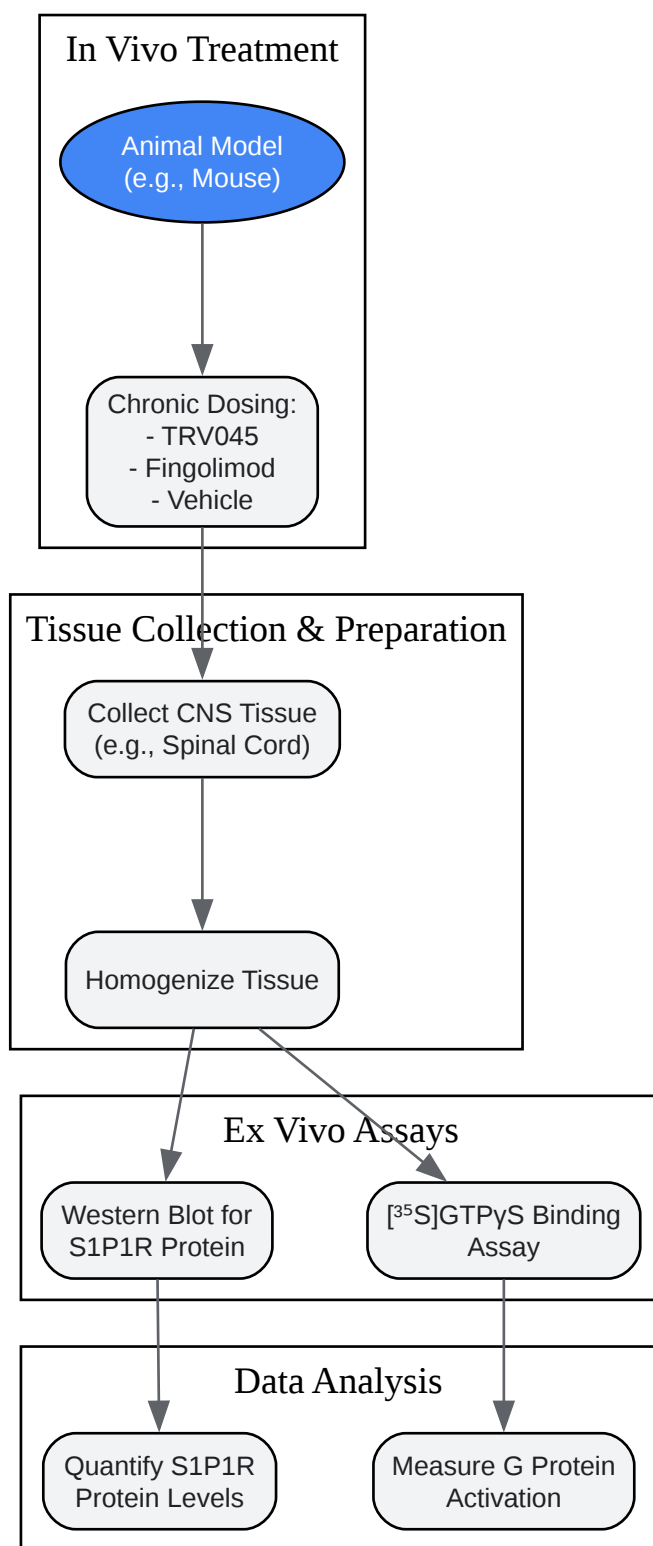 In Vivo Treatment
Animal Model
(e.g., Mouse)
Chronic Dosing:
- TRV045
- Fingolimod
- Vehicle
Tissue Collection & Preparation
Collect CNS Tissue
(e.g., Spinal Cord)
Homogenize Tissue
Ex Vivo Assays
Western Blot for
S1P1R Protein
[³⁵S]GTPγS Binding
Assay
Data Analysis
Quantify S1P1R
Protein Levels
Measure G Protein
Activation